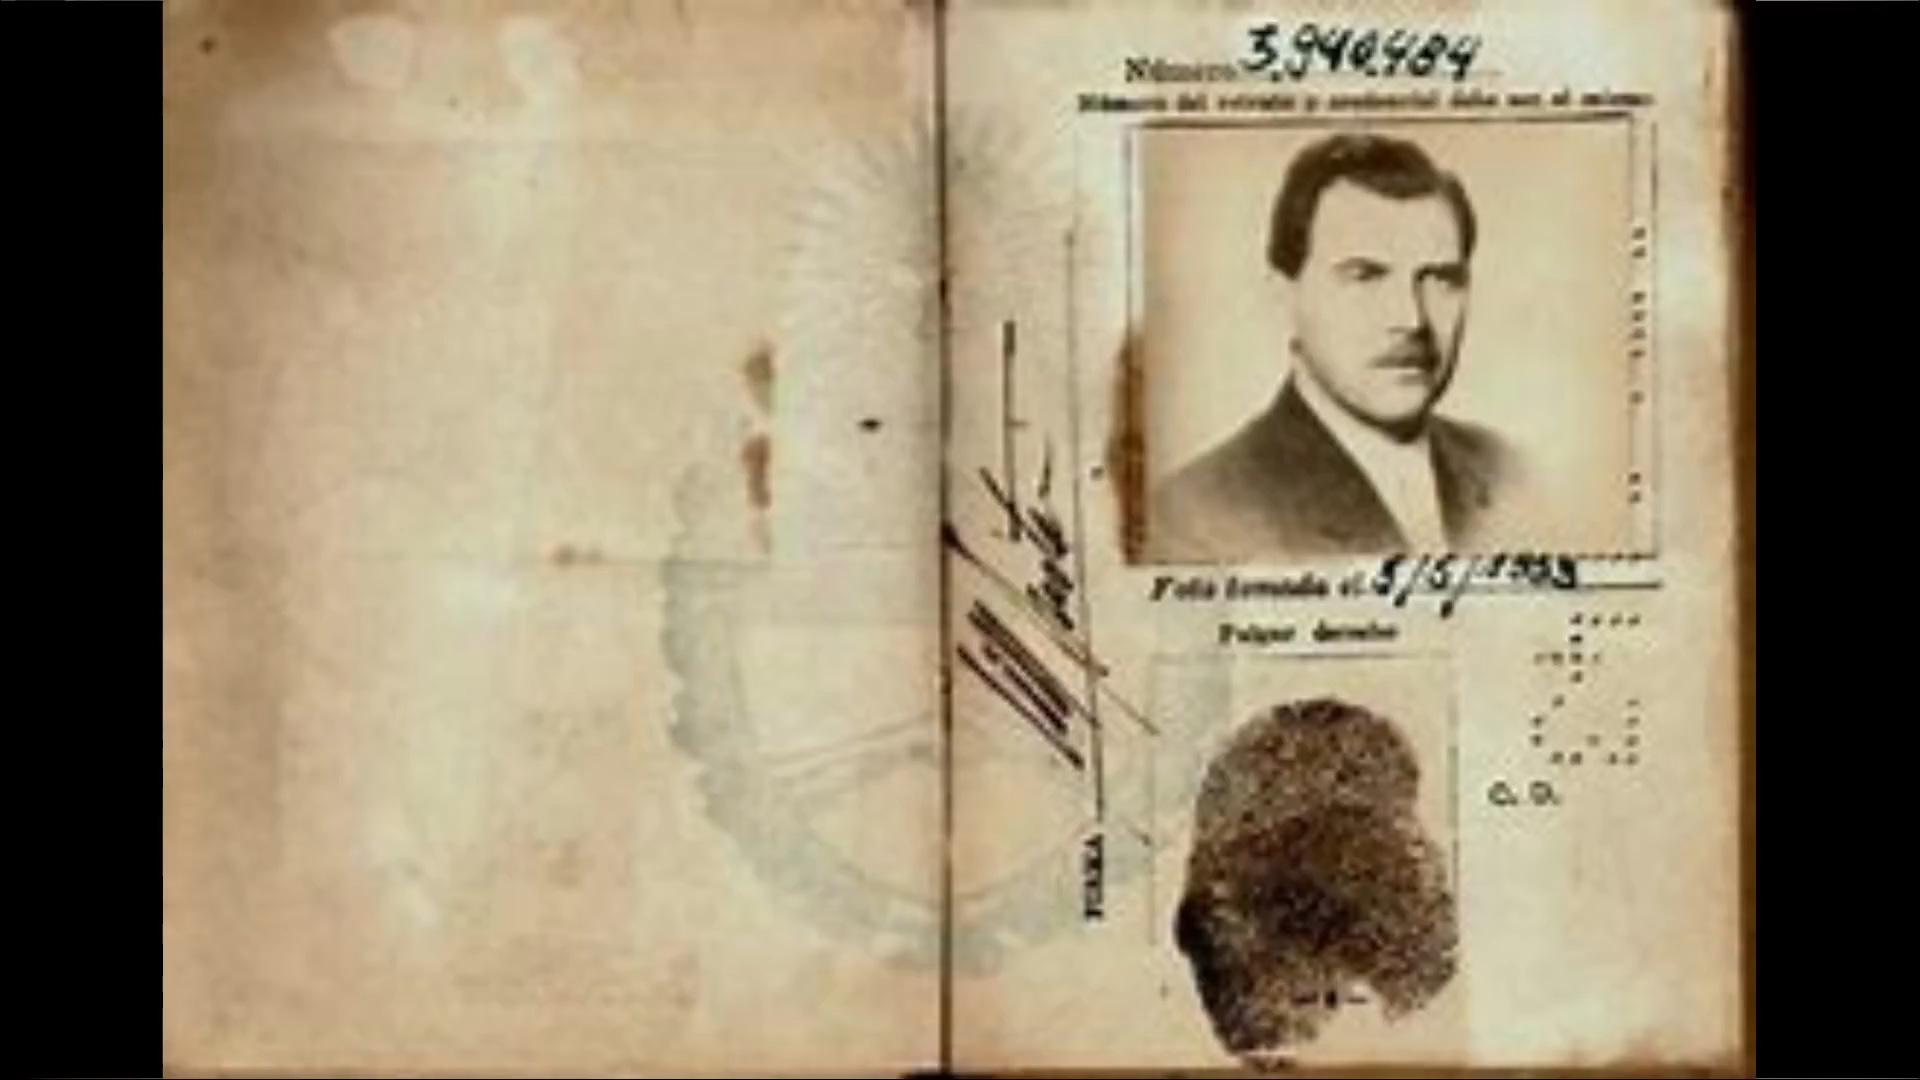 Número 3.940.484
Número del retrato y credencial debe ser el mismo
Foto tomada el 5/5/1953
Pulgar derecho
C. D.
FIRMA